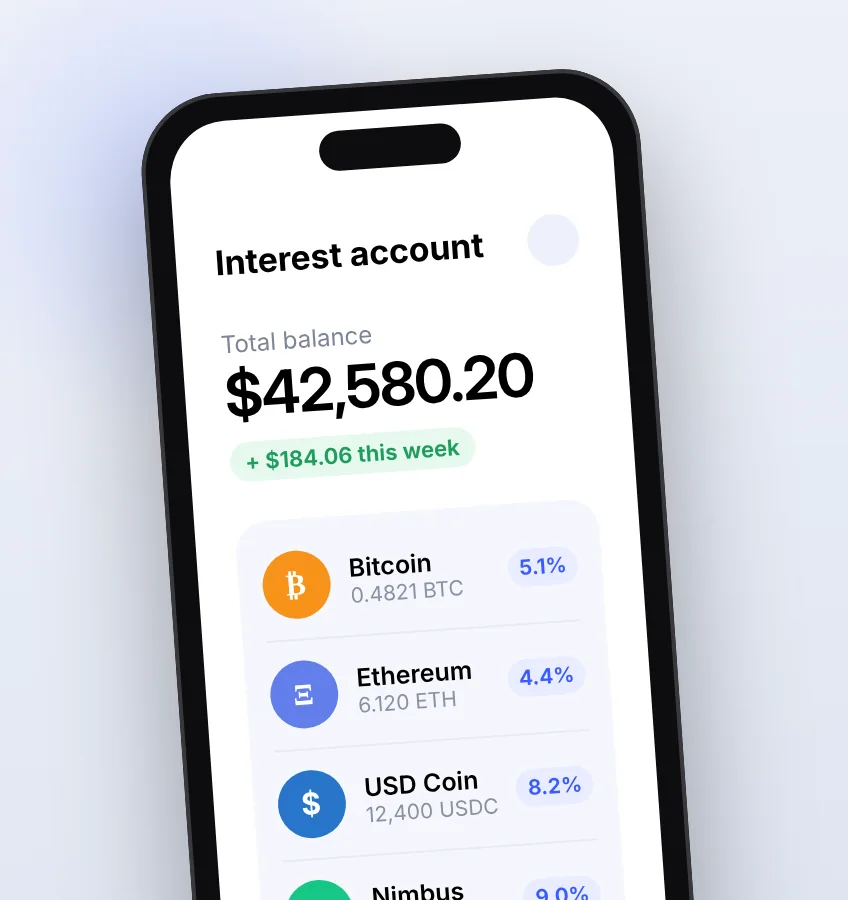 Interest account
Total balance
$42,580.20
+ $184.06 this week
₿
Bitcoin
0.4821 BTC
5.1%
Ξ
Ethereum
6.120 ETH
4.4%
$
USD Coin
12,400 USDC
8.2%
Nimbus
9.0%